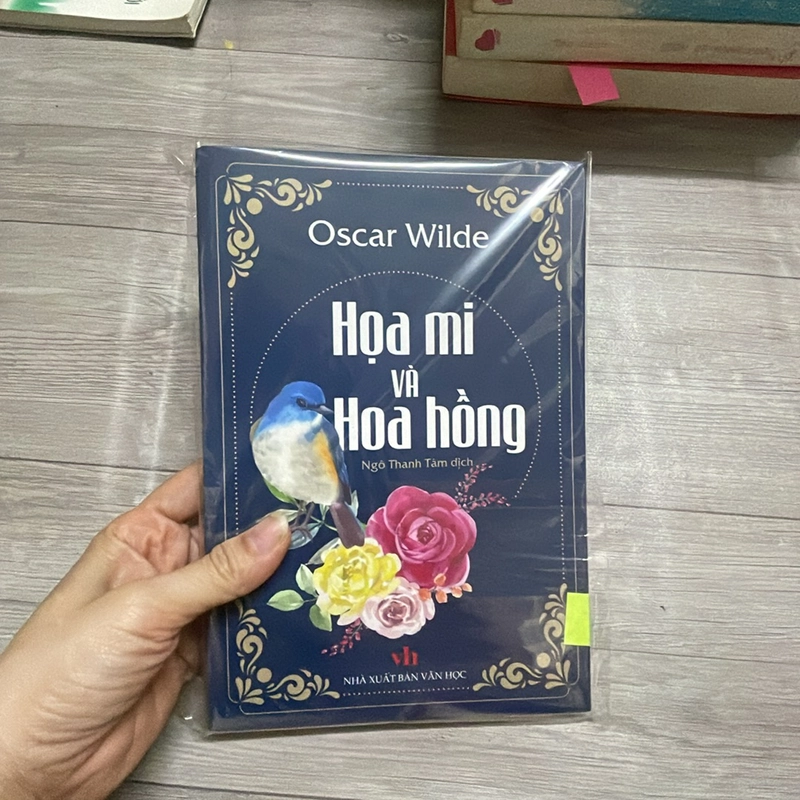 Oscar Wilde
Họa mi
VÀ
Hoa hồng
Ngô Thanh Tâm dịch
vh
NHÀ XUẤT BẢN VĂN HỌC